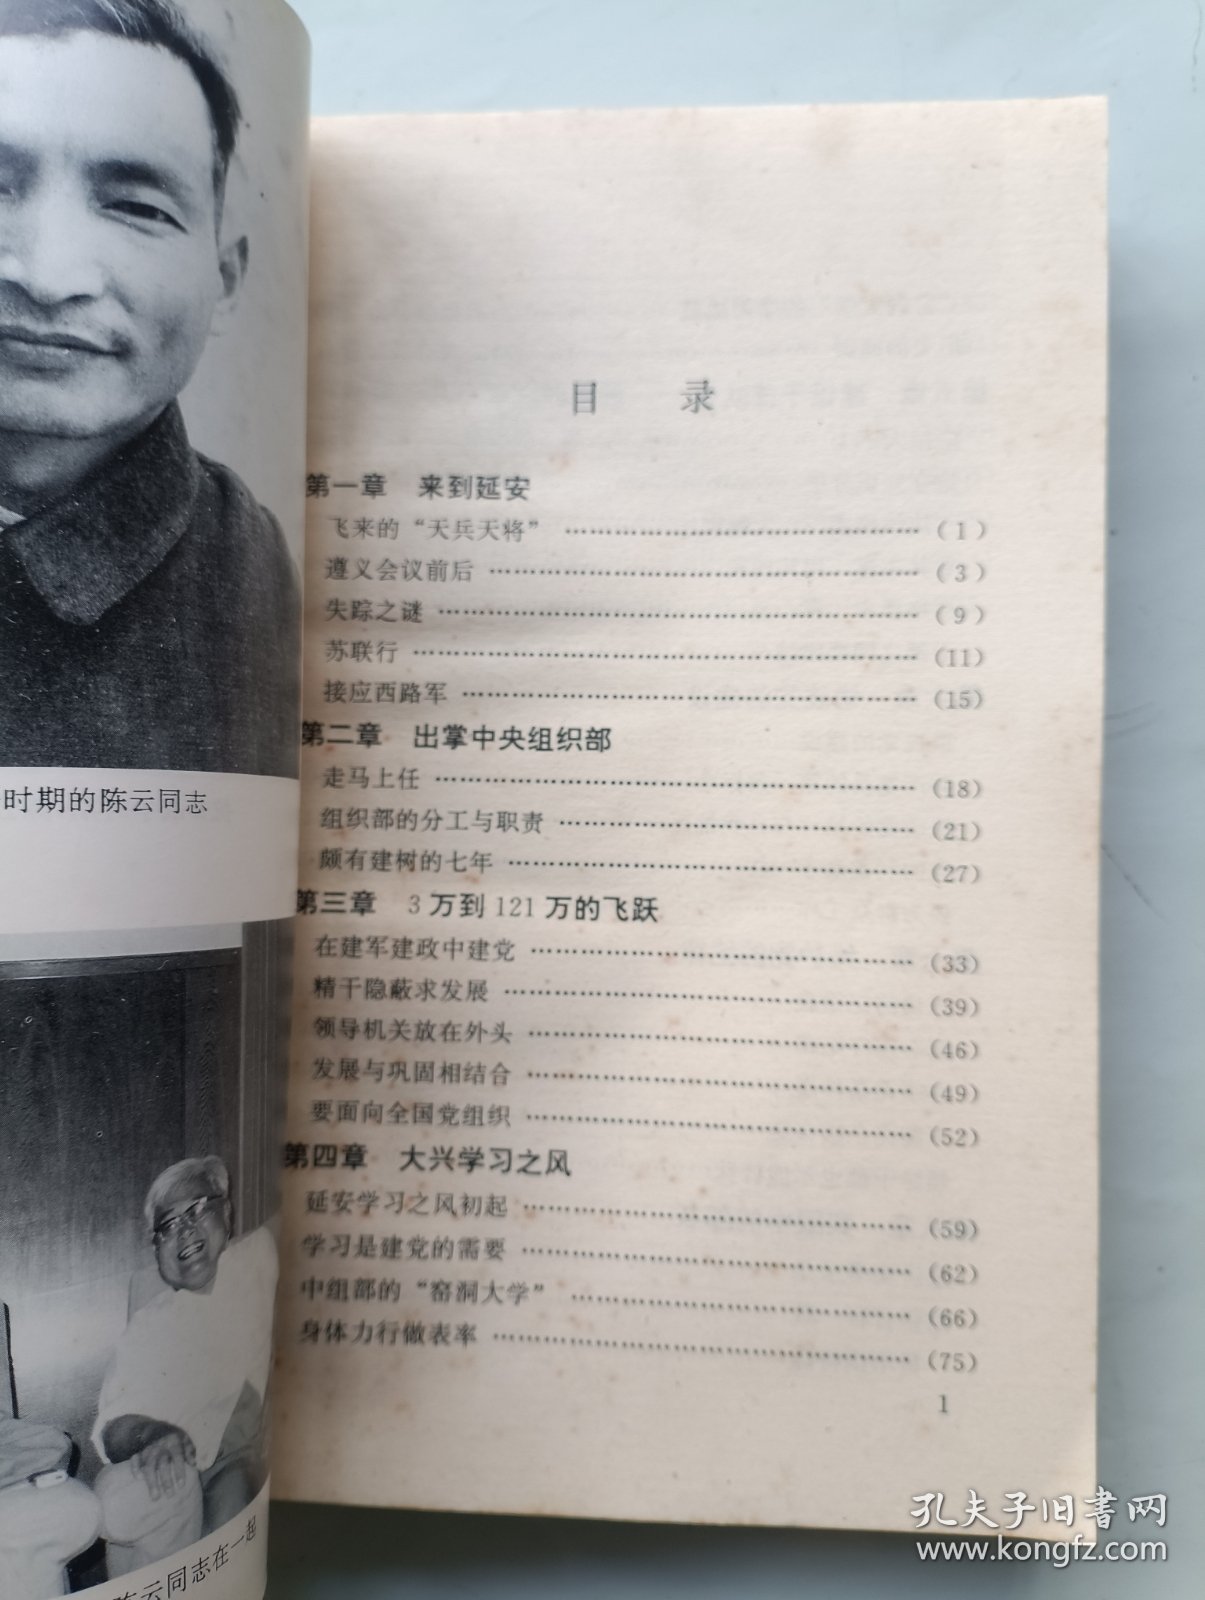 时期的陈云同志
陈云同志在一起
目 录
第一章 来到延安
飞来的“天兵天将” ……………………………………（1）
遵义会议前后 ……………………………………（3）
失踪之谜 ……………………………………（9）
苏联行 ……………………………………（11）
接应西路军 ……………………………………（15）
第二章 出掌中央组织部
走马上任 ……………………………………（18）
组织部的分工与职责 ……………………………………（21）
颇有建树的七年 ……………………………………（27）
第三章 3万到121万的飞跃
在建军建政中建党 ……………………………………（33）
精干隐蔽求发展 ……………………………………（39）
领导机关放在外头 ……………………………………（46）
发展与巩固相结合 ……………………………………（49）
要面向全国党组织 ……………………………………（52）
第四章 大兴学习之风
延安学习之风初起 ……………………………………（59）
学习是建党的需要 ……………………………………（62）
中组部的“窑洞大学” ……………………………………（66）
身体力行做表率 ……………………………………（75）
1
孔夫子旧书网
www.kongfz.com